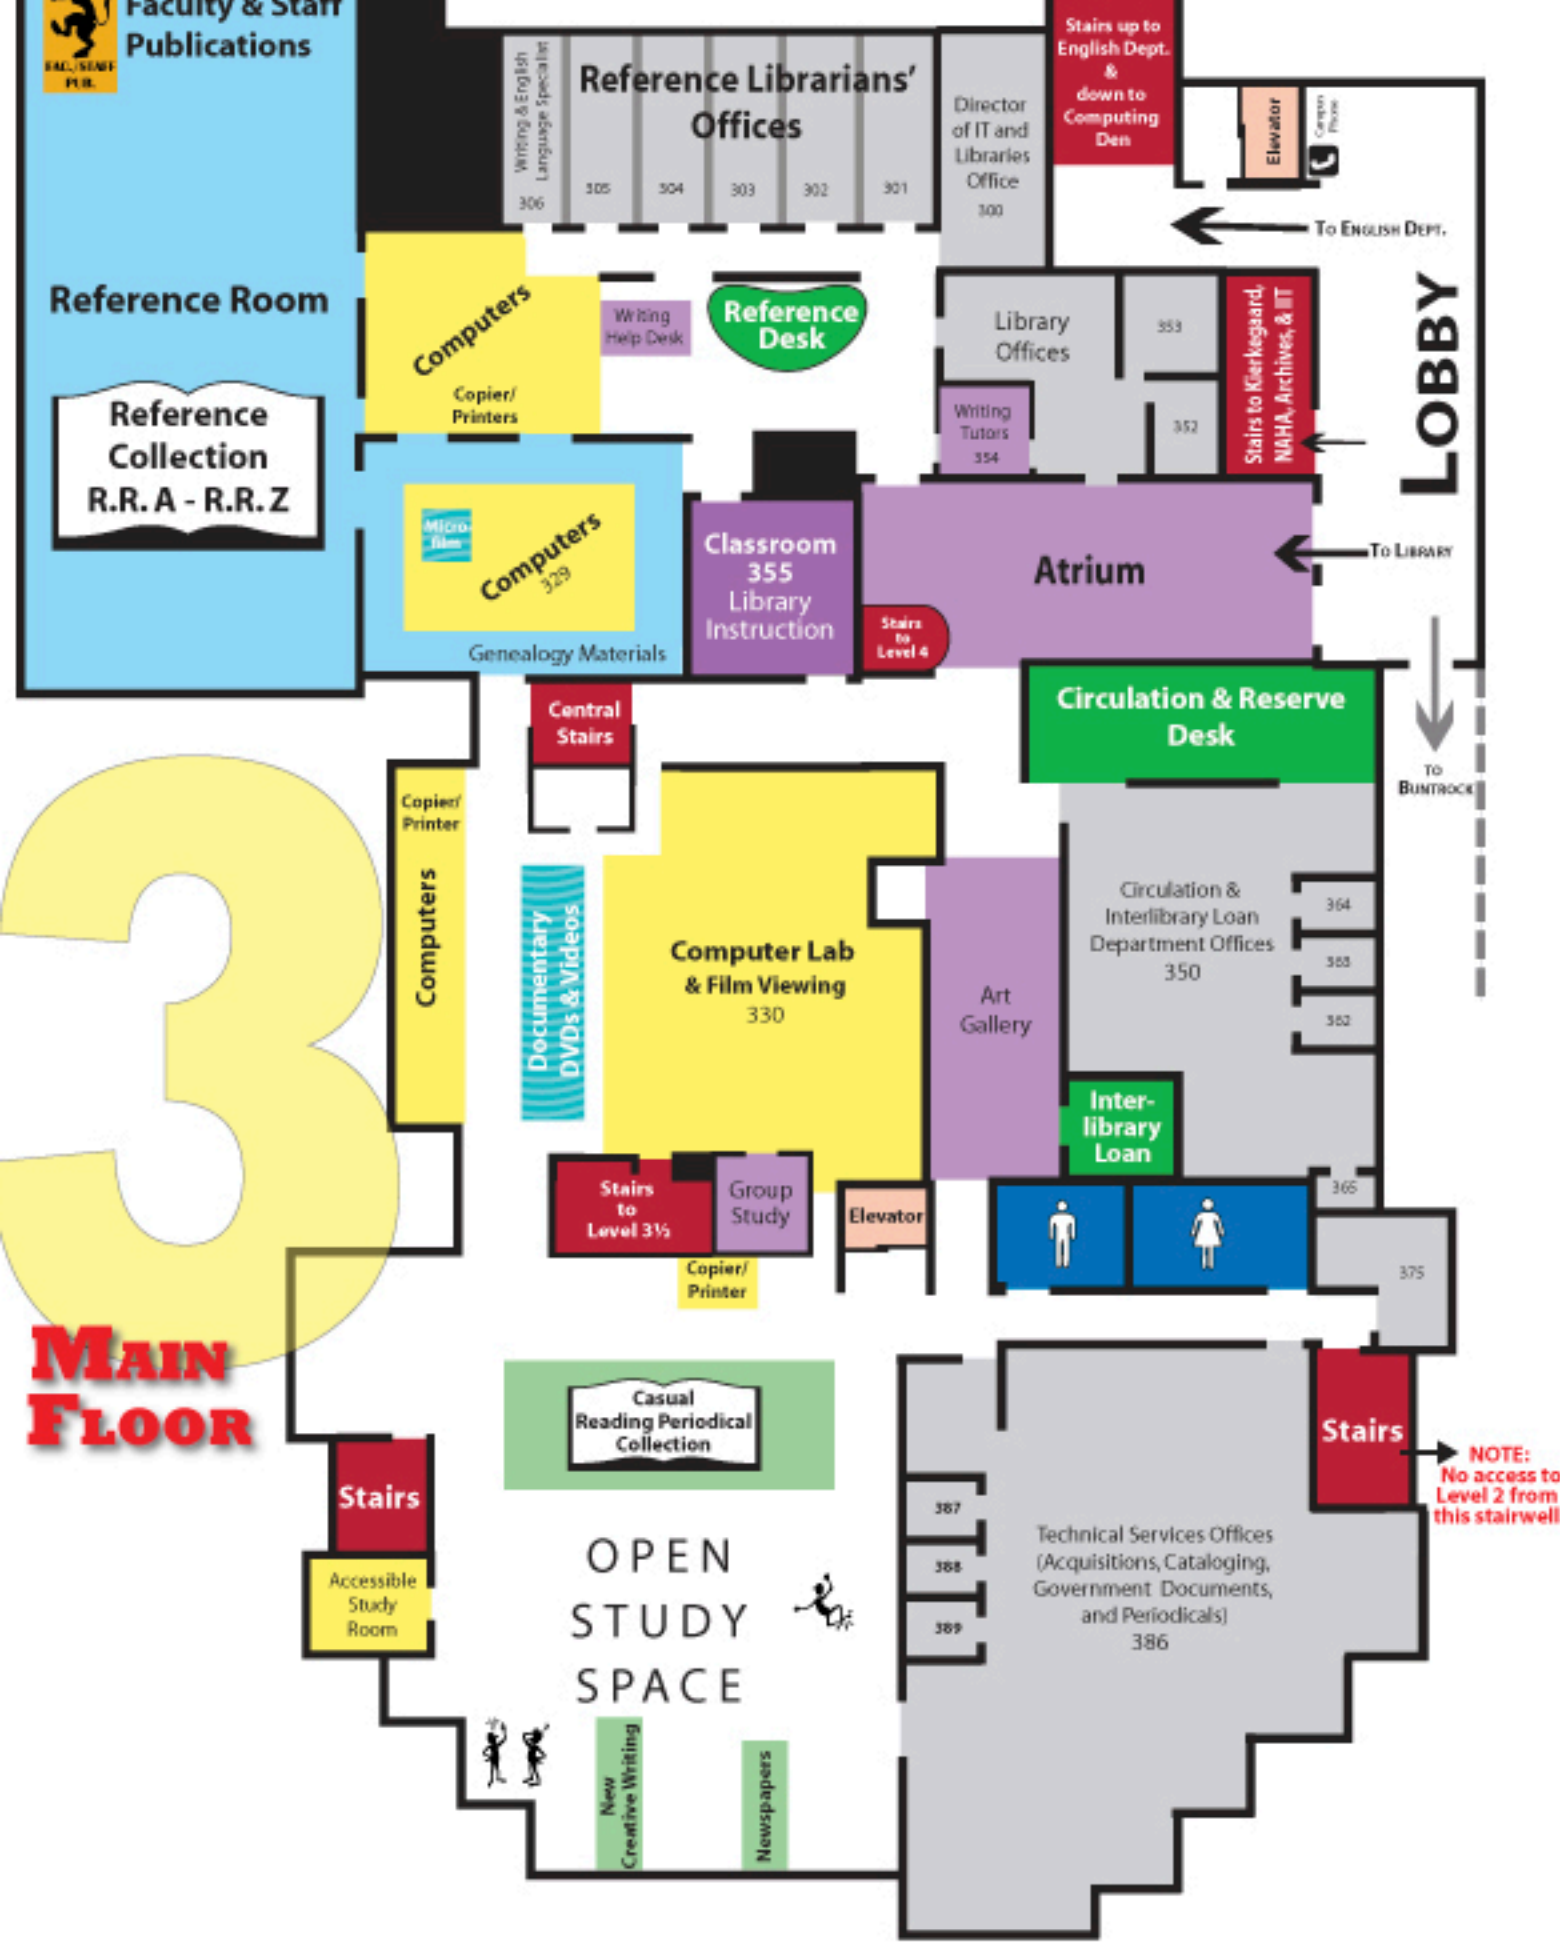 Faculty & Staff
Publications
FAC./STAFF
PUB.
Writing & English
Language Specialist
306
Reference Librarians'
Offices
305
304
303
302
301
Director
of IT and
Libraries
Office
300
Stairs up to
English Dept.
&
down to
Computing
Den
Elevator
Campus
Phone
To English Dept.
LOBBY
Reference Room
Reference
Collection
R.R. A - R.R. Z
Computers
Copier/
Printers
Writing
Help Desk
Reference
Desk
Library
Offices
353
352
Writing
Tutors
354
Stairs to Kierkegaard,
NAHA, Archives, & IIT
Micro-
film
Computers
329
Genealogy Materials
Classroom
355
Library
Instruction
Atrium
To Library
Stairs
to
Level 4
Central
Stairs
Circulation & Reserve
Desk
To
Buntrock
3
Main
Floor
Copier/
Printer
Computers
Documentary
DVDs & Videos
Computer Lab
& Film Viewing
330
Art
Gallery
Circulation &
Interlibrary Loan
Department Offices
350
364
363
362
Inter-
library
Loan
365
375
Stairs
to
Level 3½
Group
Study
Elevator
Copier/
Printer
Casual
Reading Periodical
Collection
Stairs
Accessible
Study
Room
OPEN
STUDY
SPACE
New
Creative Writing
Newspapers
387
388
389
Technical Services Offices
(Acquisitions, Cataloging,
Government Documents,
and Periodicals)
386
Stairs
NOTE:
No access to
Level 2 from
this stairwell